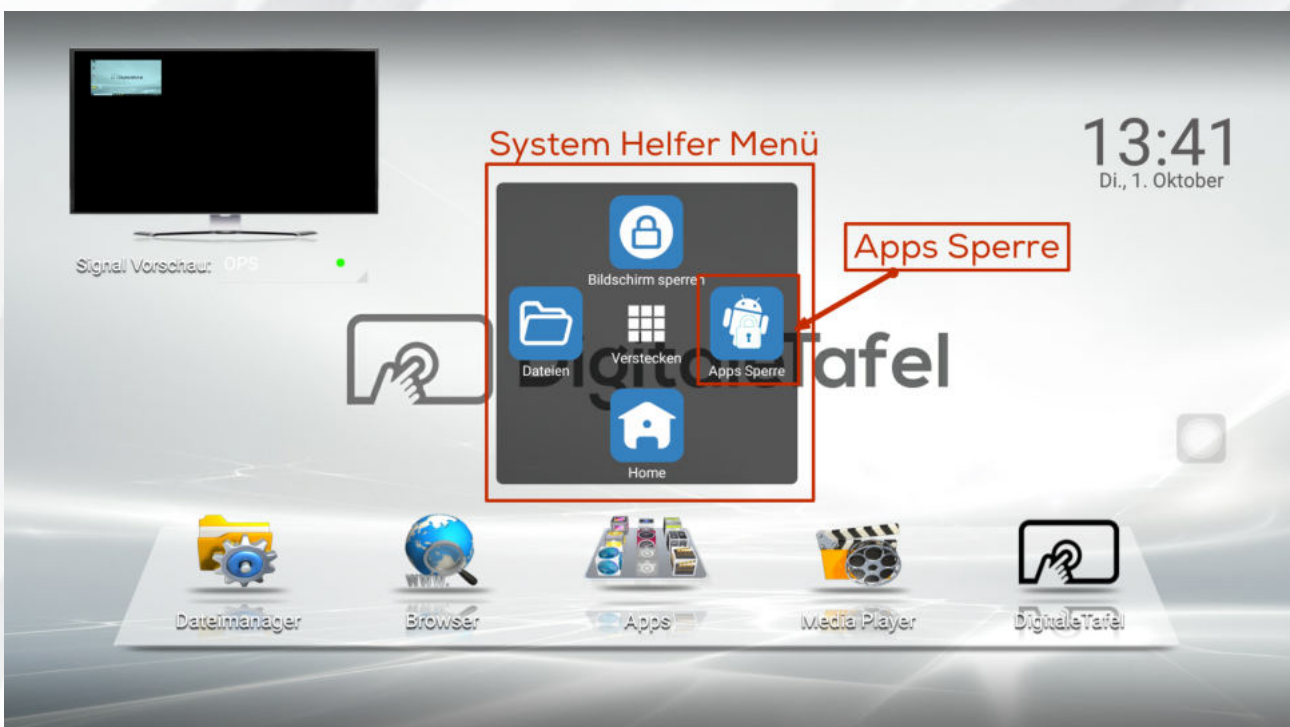 System Helfer Menü
13:41
Di., 1. Oktober
Signal Vorschau: OPS
Apps Sperre
Bildschirm sperren
Dateien
Verstecken
Apps Sperre
Home
DigitaleTafel
Dateimanager
www.
Browser
Apps
Media Player
DigitaleTafel